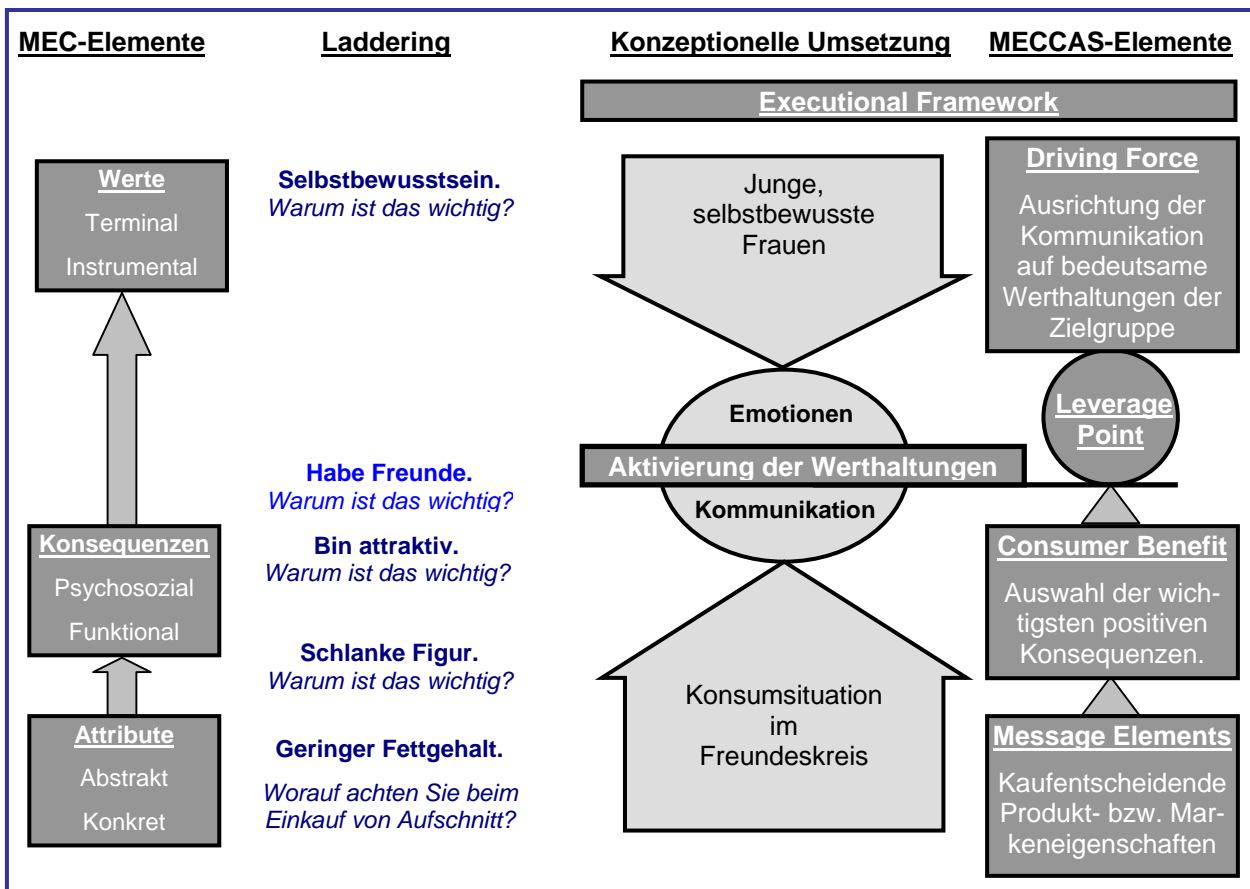 MEC-Elemente
Laddering
Konzeptionelle Umsetzung
MECCAS-Elemente
Executional Framework
Werte
Terminal
Instrumental
Konsequenzen
Psychosozial
Funktional
Attribute
Abstrakt
Konkret
Selbstbewusstsein.
Warum ist das wichtig?
Habe Freunde.
Warum ist das wichtig?
Bin attraktiv.
Warum ist das wichtig?
Schlanke Figur.
Warum ist das wichtig?
Geringer Fettgehalt.
Worauf achten Sie beim
Einkauf von Aufschnitt?
Junge,
selbstbewusste
Frauen
Emotionen
Aktivierung der Werthaltungen
Kommunikation
Konsumsituation
im
Freundeskreis
Driving Force
Ausrichtung der
Kommunikation
auf bedeutsame
Werthaltungen der
Zielgruppe
Leverage
Point
Consumer Benefit
Auswahl der wich-
tigsten positiven
Konsequenzen.
Message Elements
Kaufentscheidende
Produkt- bzw. Mar-
keneigenschaften